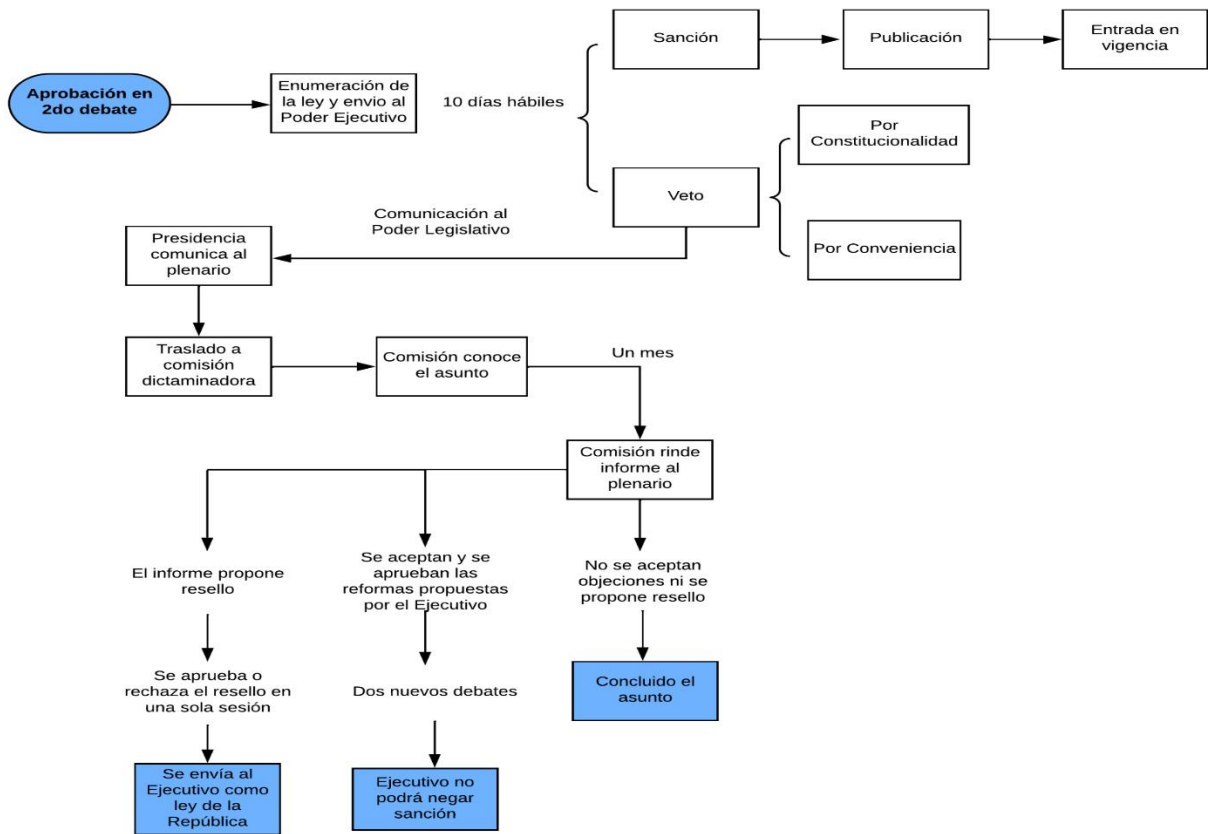 Aprobación en
2do debate
Enumeración de
la ley y envio al
Poder Ejecutivo
10 días hábiles
Sanción
Publicación
Entrada en
vigencia
Veto
Por
Constitucionalidad
Por Conveniencia
Comunicación al
Poder Legislativo
Presidencia
comunica al
plenario
Traslado a
comisión
dictaminadora
Comisión conoce
el asunto
Un mes
Comisión rinde
informe al
plenario
El informe propone
resello
Se aprueba o
rechaza el resello en
una sola sesión
Se envía al
Ejecutivo como
ley de la
República
Se aceptan y se
aprueban las
reformas propuestas
por el Ejecutivo
Dos nuevos debates
Ejecutivo no
podrá negar
sanción
No se aceptan
objeciones ni se
propone resello
Concluido el
asunto